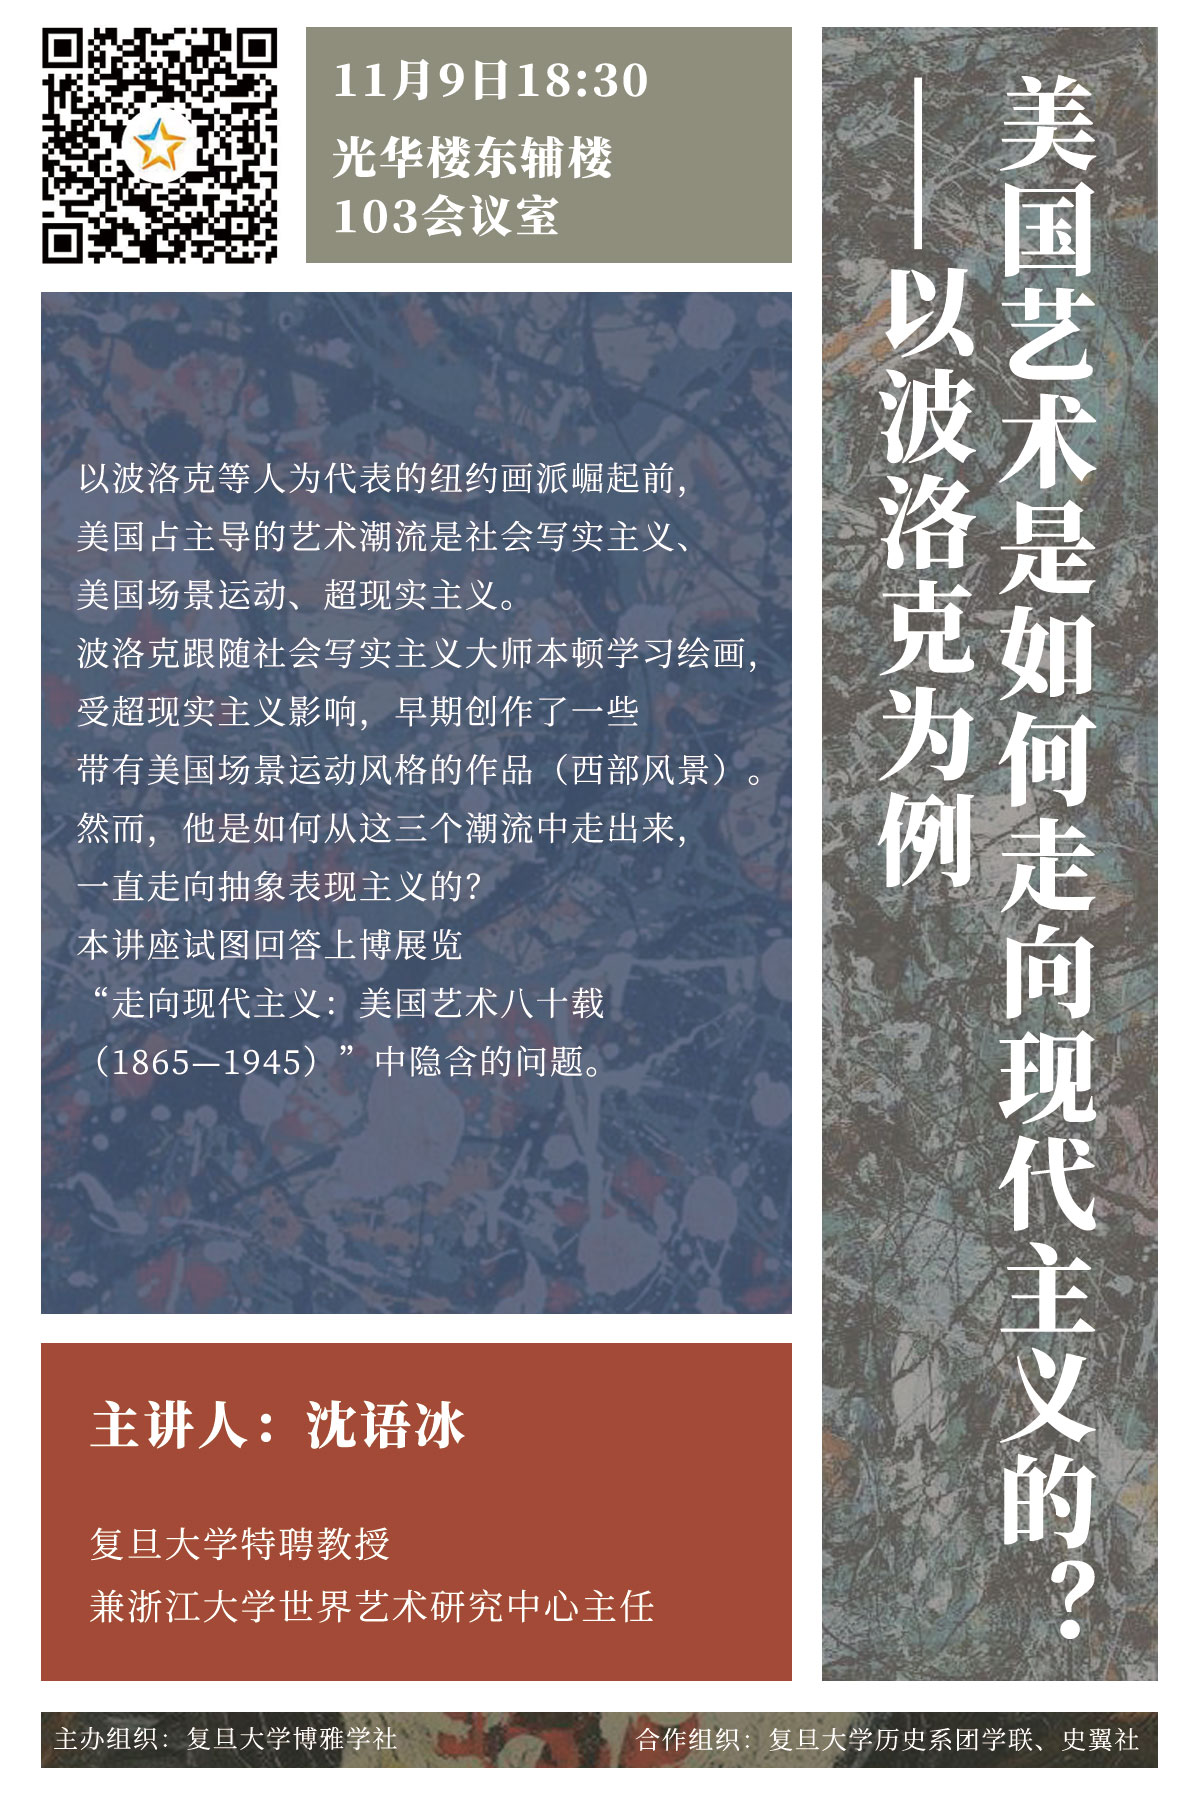 11月9日18:30
光华楼东辅楼
103会议室
美国艺术是如何走向现代主义的？
——以波洛克为例
以波洛克等人为代表的纽约画派崛起前，
美国占主导的艺术潮流是社会写实主义、
美国场景运动、超现实主义。
波洛克跟随社会写实主义大师本顿学习绘画，
受超现实主义影响，早期创作了一些
带有美国场景运动风格的作品（西部风景）。
然而，他是如何从这三个潮流中走出来，
一直走向抽象表现主义的？
本讲座试图回答上博展览
“走向现代主义：美国艺术八十载
（1865—1945）”中隐含的问题。
主讲人：沈语冰
复旦大学特聘教授
兼浙江大学世界艺术研究中心主任
主办组织：复旦大学博雅学社
合作组织：复旦大学历史系团学联、史翼社